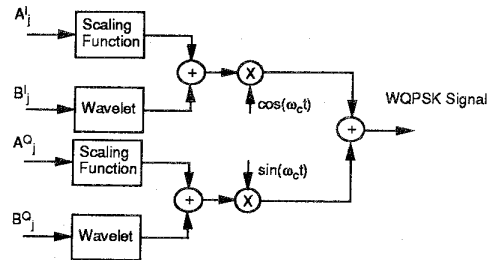 A^I_j
Scaling
Function
+
X
B^I_j
Wavelet
cos(ω_c t)
WQPSK Signal
+
A^Q_j
Scaling
Function
sin(ω_c t)
+
X
B^Q_j
Wavelet